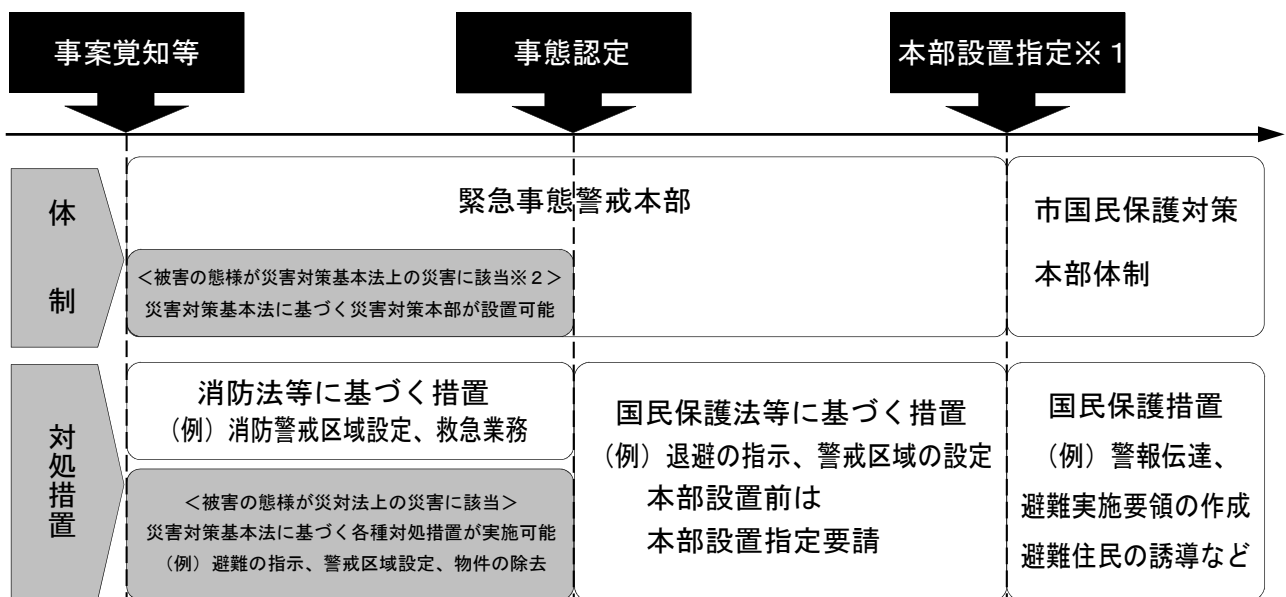 事案覚知等
事態認定
本部設置指定※1
体
制
緊急事態警戒本部
<被害の態様が災害対策基本法上の災害に該当※2>
災害対策基本法に基づく災害対策本部が設置可能
市国民保護対策
本部体制
対処措置
消防法等に基づく措置
(例)消防警戒区域設定、救急業務
<被害の態様が災対法上の災害に該当>
災害対策基本法に基づく各種対処措置が実施可能
(例)避難の指示、警戒区域設定、物件の除去
国民保護法等に基づく措置
(例)退避の指示、警戒区域の設定
本部設置前は
本部設置指定要請
国民保護措置
(例)警報伝達、
避難実施要領の作成
避難住民の誘導など